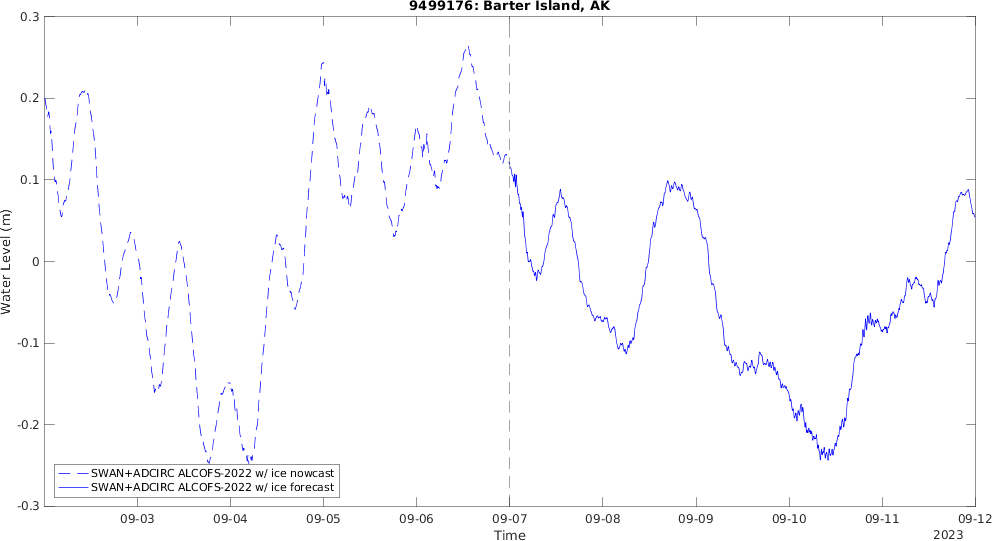 9499176: Barter Island, AK
0.3
0.2
0.1
0
-0.1
-0.2
-0.3
Water Level (m)
SWAN+ADCIRC ALCOFS-2022 w/ ice nowcast
SWAN+ADCIRC ALCOFS-2022 w/ ice forecast
09-03 09-04 09-05 09-06 09-07 09-08 09-09 09-10 09-11 09-12
Time
2023